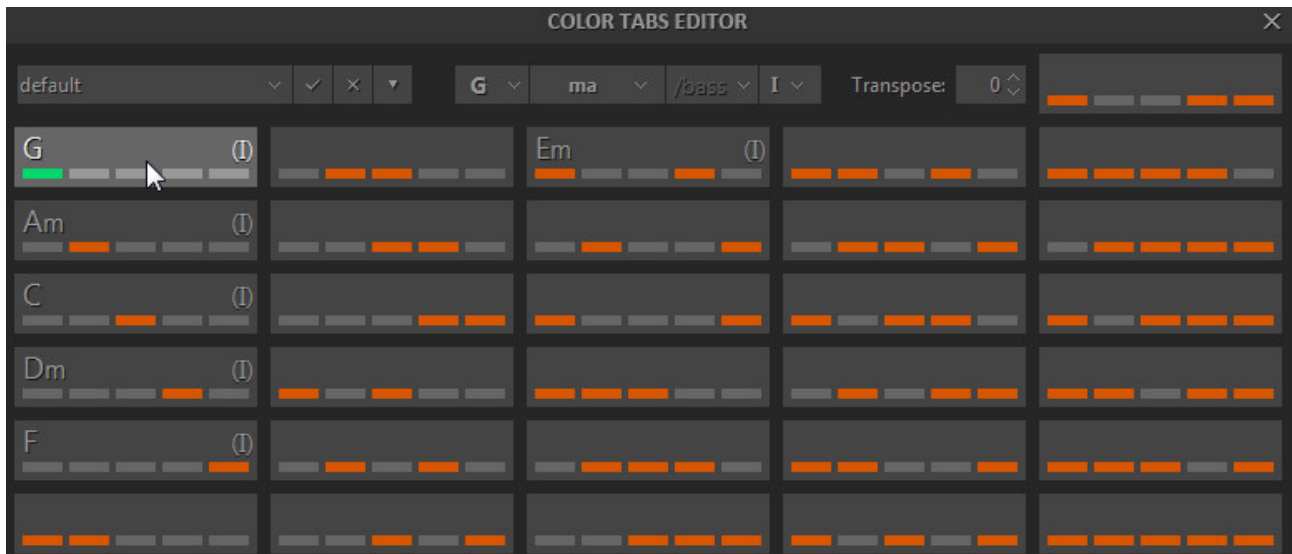 COLOR TABS EDITOR
default G ma /bass I Transpose: 0
G (I) Em (I)
Am (I)
C (I)
Dm (I)
F (I)